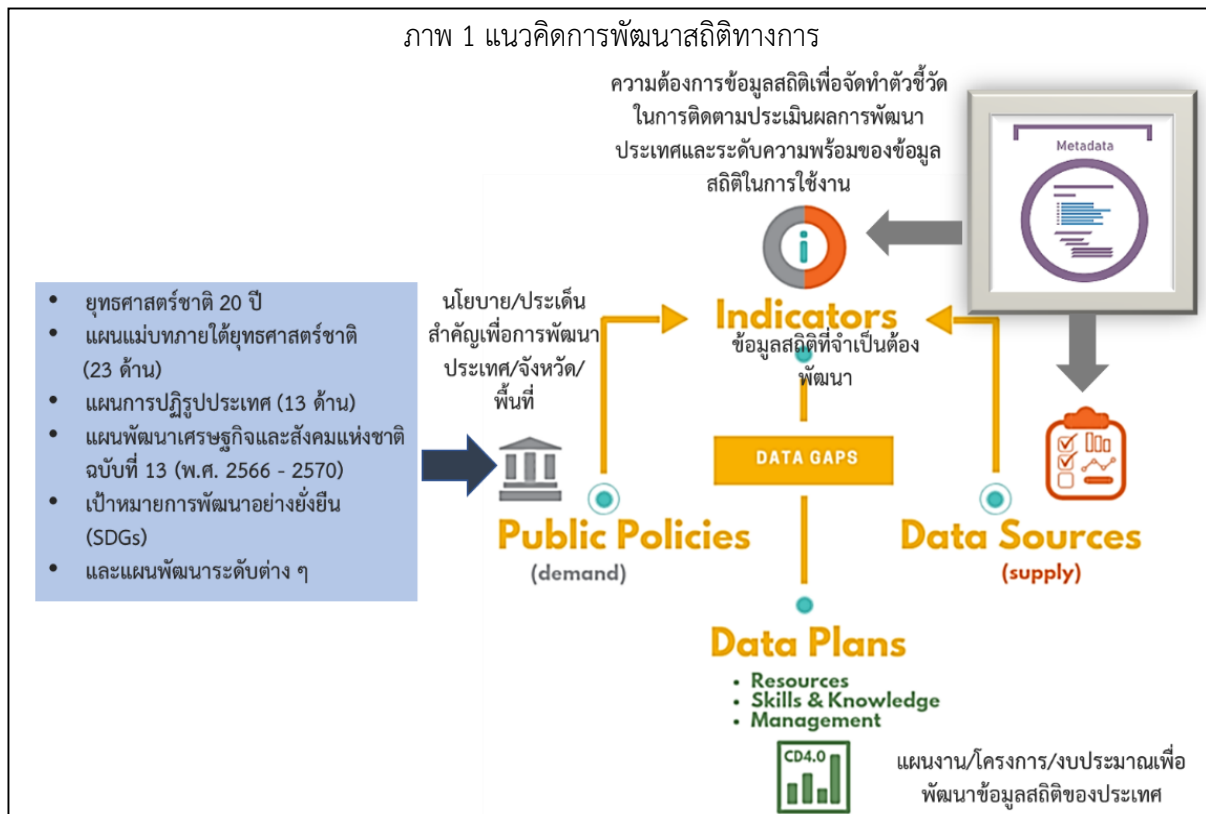 ภาพ 1 แนวคิดการพัฒนาสถิติทางการ
ความต้องการข้อมูลสถิติเพื่อจัดทำตัวชี้วัด
ในการติดตามประเมินผลการพัฒนา
ประเทศและระดับความพร้อมของข้อมูล
สถิติในการใช้งาน
Metadata
i
Indicators
ข้อมูลสถิติที่จำเป็นต้อง
พัฒนา
• ยุทธศาสตร์ชาติ 20 ปี
• แผนแม่บทภายใต้ยุทธศาสตร์ชาติ
(23 ด้าน)
• แผนการปฏิรูปประเทศ (13 ด้าน)
• แผนพัฒนาเศรษฐกิจและสังคมแห่งชาติ
ฉบับที่ 13 (พ.ศ. 2566 - 2570)
• เป้าหมายการพัฒนาอย่างยั่งยืน
(SDGs)
• และแผนพัฒนาระดับต่าง ๆ
นโยบาย/ประเด็น
สำคัญเพื่อการพัฒนา
ประเทศ/จังหวัด/
พื้นที่
DATA GAPS
Public Policies
(demand)
Data Sources
(supply)
Data Plans
• Resources
• Skills & Knowledge
• Management
CD4.0
แผนงาน/โครงการ/งบประมาณเพื่อ
พัฒนาข้อมูลสถิติของประเทศ